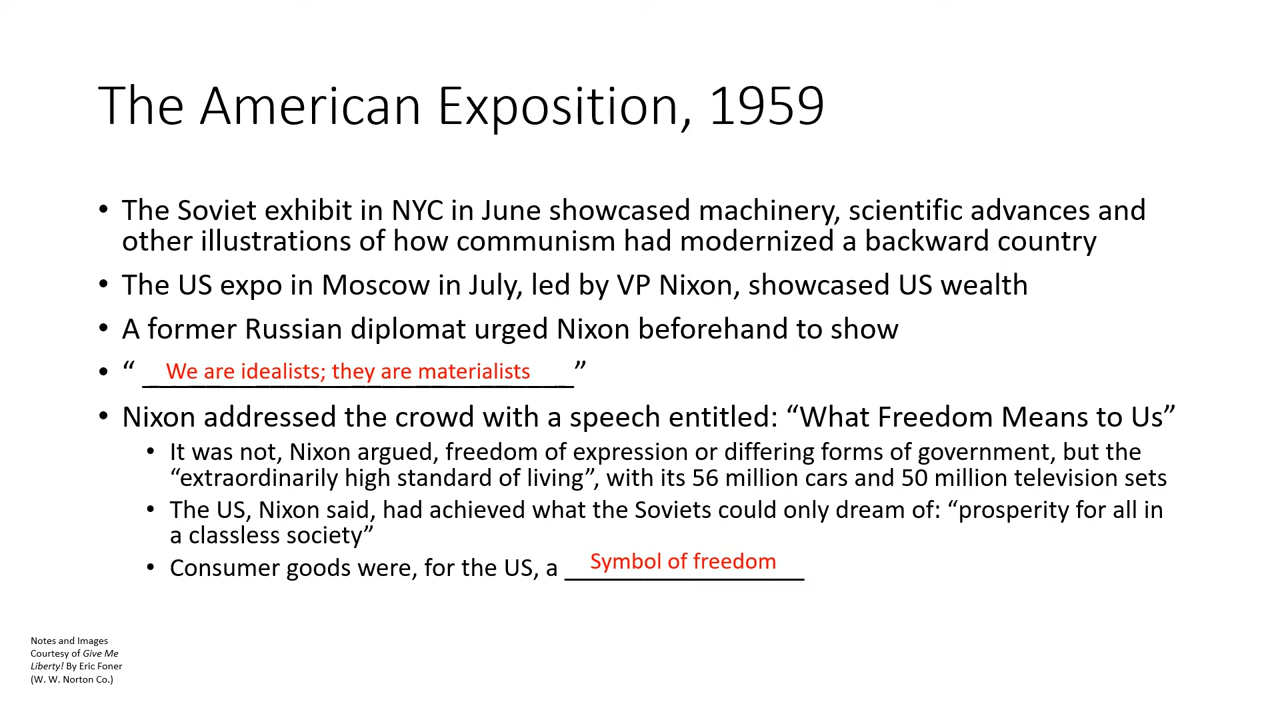 The American Exposition, 1959
• The Soviet exhibit in NYC in June showcased machinery, scientific advances and
other illustrations of how communism had modernized a backward country
• The US expo in Moscow in July, led by VP Nixon, showcased US wealth
• A former Russian diplomat urged Nixon beforehand to show
• “ We are idealists; they are materialists ”
• Nixon addressed the crowd with a speech entitled: “What Freedom Means to Us”
• It was not, Nixon argued, freedom of expression or differing forms of government, but the
“extraordinarily high standard of living”, with its 56 million cars and 50 million television sets
• The US, Nixon said, had achieved what the Soviets could only dream of: “prosperity for all in
a classless society”
• Consumer goods were, for the US, a Symbol of freedom
Notes and Images
Courtesy of Give Me
Liberty! By Eric Foner
(W. W. Norton Co.)